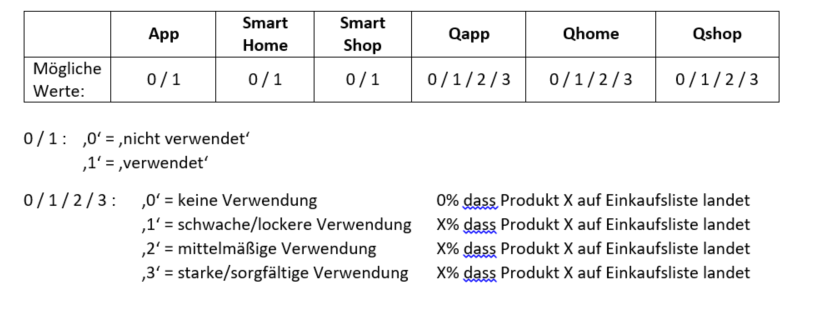 App Smart Home Smart Shop Qapp Qhome Qshop
Mögliche Werte: 0 / 1 0 / 1 0 / 1 0 / 1 / 2 / 3 0 / 1 / 2 / 3 0 / 1 / 2 / 3
0 / 1 : ‚0‘ = ‚nicht verwendet‘
‚1‘ = ‚verwendet‘
0 / 1 / 2 / 3 : ‚0‘ = keine Verwendung 0% dass Produkt X auf Einkaufsliste landet
‚1‘ = schwache/lockere Verwendung X% dass Produkt X auf Einkaufsliste landet
‚2‘ = mittelmäßige Verwendung X% dass Produkt X auf Einkaufsliste landet
‚3‘ = starke/sorgfältige Verwendung X% dass Produkt X auf Einkaufsliste landet